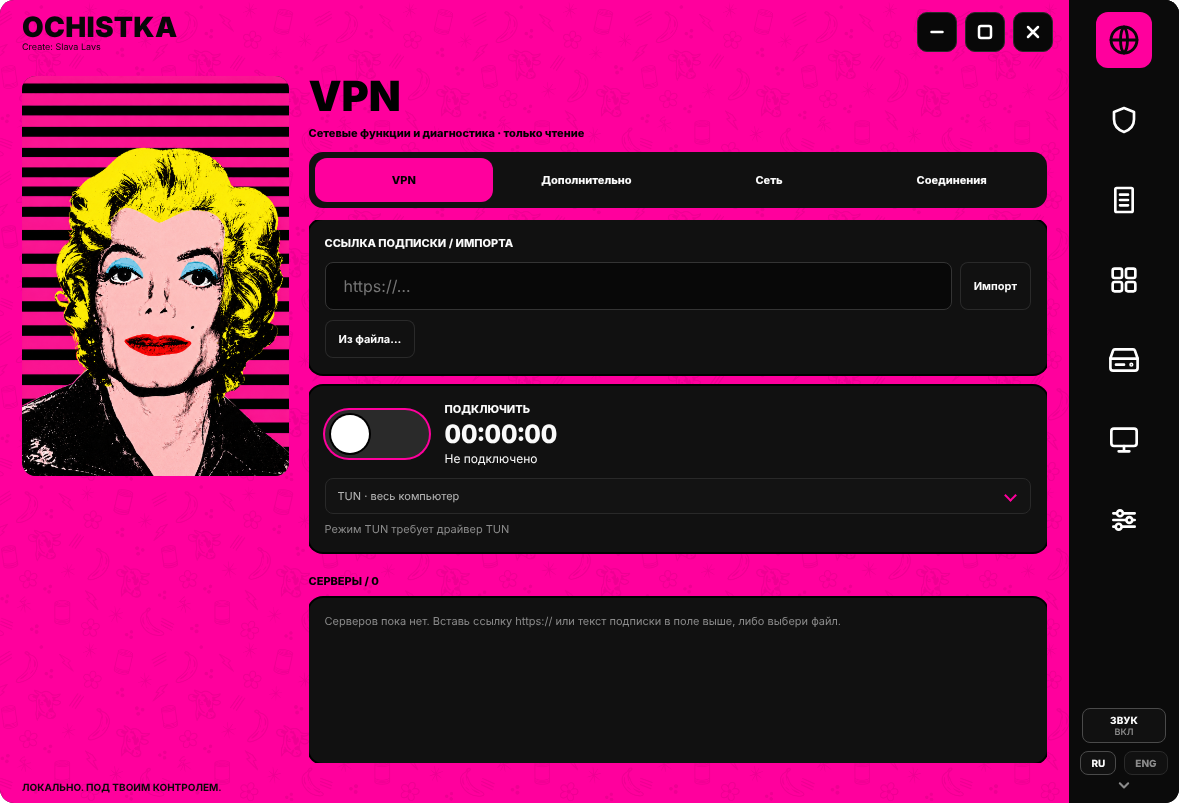 OCHISTKA
Create: Slava Lavs
VPN
Сетевые функции и диагностика · только чтение
VPN
Дополнительно
Сеть
Соединения
ССЫЛКА ПОДПИСКИ / ИМПОРТА
https://...
Импорт
Из файла...
ПОДКЛЮЧИТЬ
00:00:00
Не подключено
TUN · весь компьютер
Режим TUN требует драйвер TUN
СЕРВЕРЫ / 0
Серверов пока нет. Вставь ссылку https:// или текст подписки в поле выше, либо выбери файл.
ЛОКАЛЬНО. ПОД ТВОИМ КОНТРОЛЕМ.
ЗВУК
ВКЛ
RU
ENG